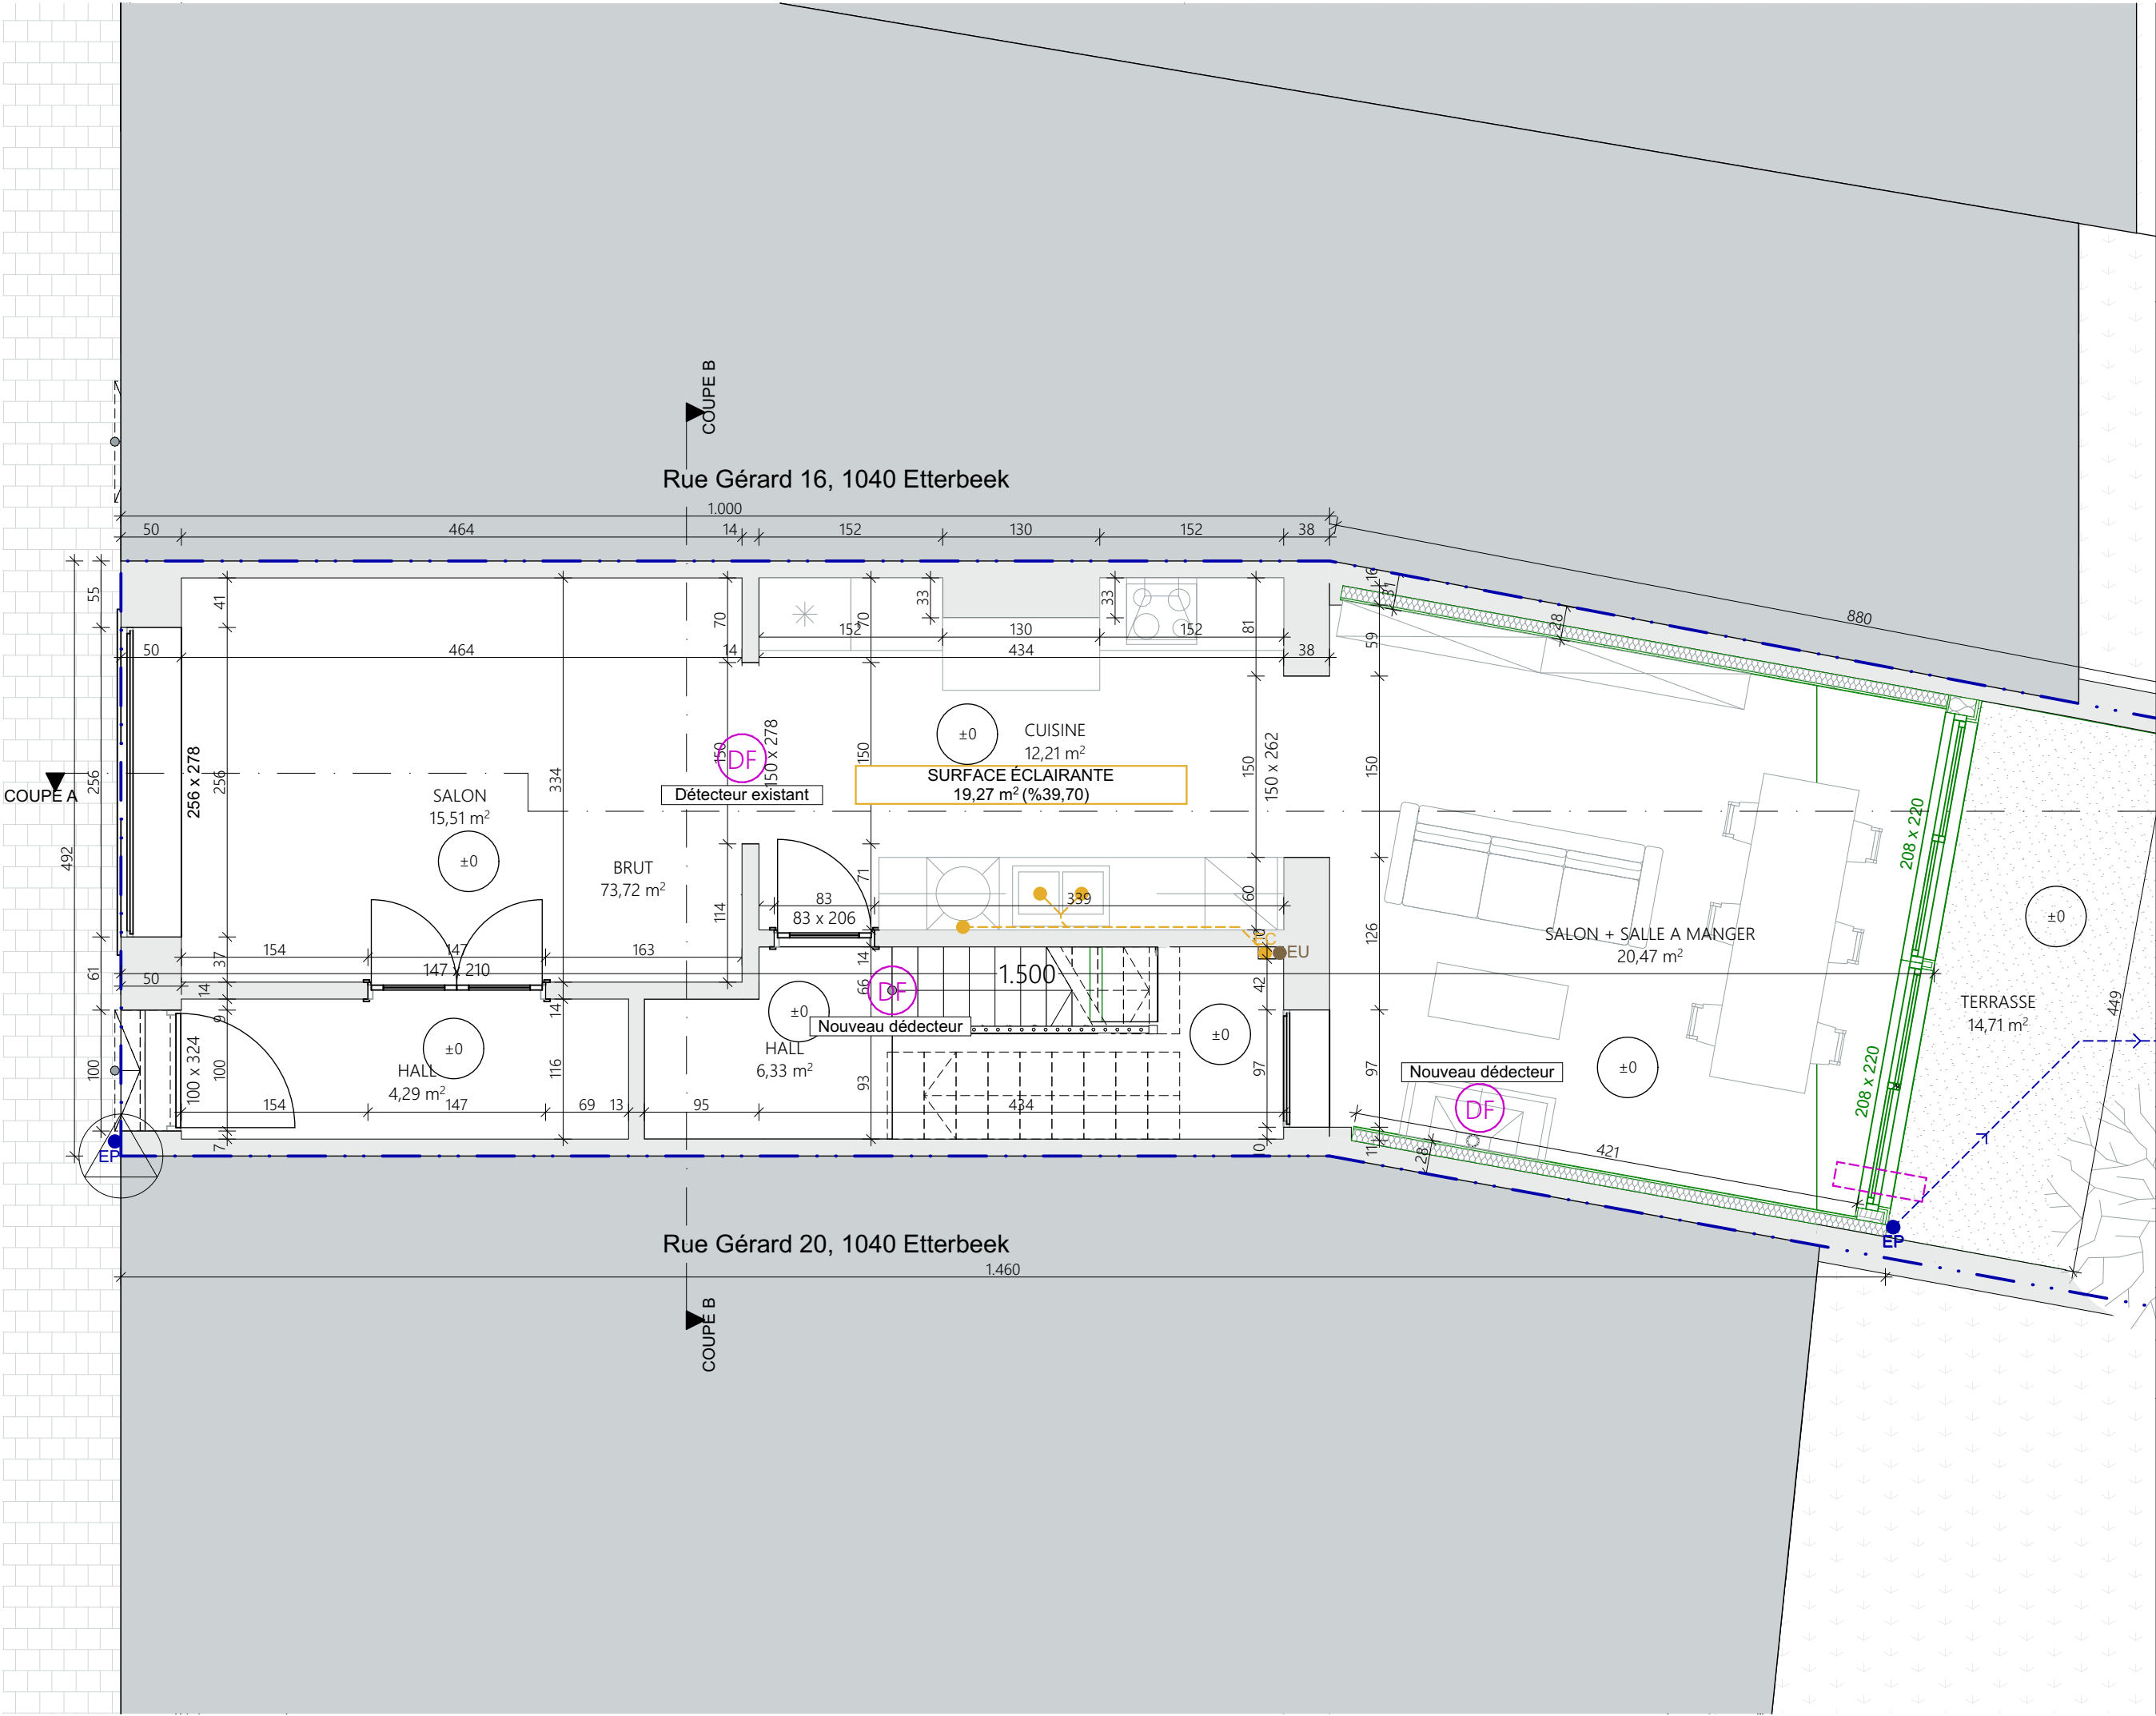 COUPE B
Rue Gérard 16, 1040 Etterbeek
1.000
50
464
14
152
130
152
38
880
55
41
70
33
70
33
81
16
31
28
59
152
130
152
50
464
14
434
38
256
256 x 278
256
334
150
150 x 278
150
150
150 x 262
150
COUPE A
492
DF
Détecteur existant
±0
CUISINE
12,21 m²
SURFACE ÉCLAIRANTE
19,27 m² (%39,70)
SALON
15,51 m²
±0
BRUT
73,72 m²
114
71
83
83 x 206
339
60
126
208 x 220
SALON + SALLE A MANGER
20,47 m²
±0
61
37
154
147
163
147 x 210
50
14
14
66
14
10
EC
EU
42
1.500
DF
±0
Nouveau dédecteur
±0
TERRASSE
14,71 m²
449
100
9
100 x 324
100
±0
HALL
4,29 m²
116
HALL
6,33 m²
93
97
97
Nouveau dédecteur
DF
±0
208 x 220
154
147
69
13
95
434
7
10
11
28
421
EP
EP
Rue Gérard 20, 1040 Etterbeek
1.460
COUPE B